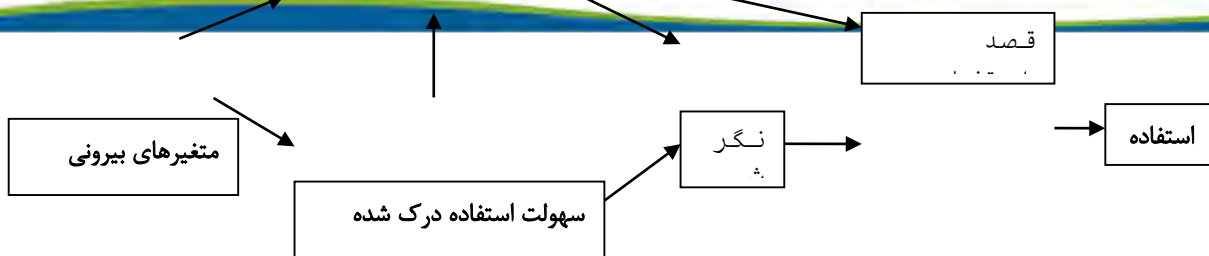 قصد
نگر
ش
استفاده
متغیرهای بیرونی
سهولت استفاده درک شده